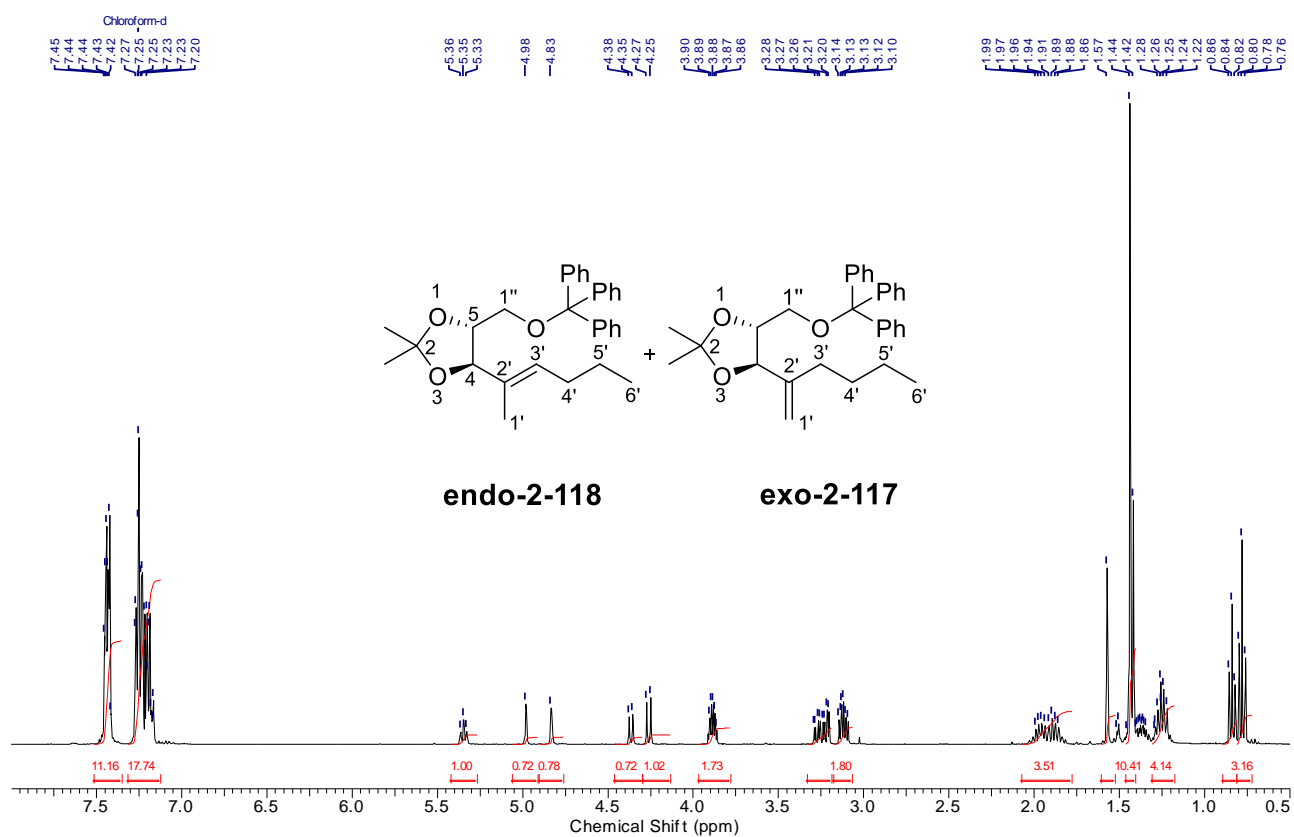 Chloroform-d
7.45 7.44 7.44 7.43 7.42 7.27 7.25 7.25 7.23 7.23 7.20 5.36 5.35 5.33 4.98 4.83 4.38 4.35 4.27 4.25 3.90 3.89 3.88 3.87 3.86 3.28 3.27 3.26 3.21 3.20 3.14 3.13 3.13 3.12 3.10 1.99 1.97 1.96 1.94 1.91 1.89 1.88 1.86 1.57 1.44 1.42 1.28 1.26 1.25 1.24 1.22 0.86 0.84 0.82 0.80 0.78 0.76
Ph Ph
1 1'' Ph 1 1'' Ph
O 5 O Ph O 5 O Ph
2 3' 5' + 2 3' 5'
O 4 2' O 2'
3 4' 6' 3 4' 6'
1' 1'
endo-2-118 exo-2-117
11.16 17.74 1.00 0.72 0.78 0.72 1.02 1.73 1.80 3.51 10.41 4.14 3.16
7.5 7.0 6.5 6.0 5.5 5.0 4.5 4.0 3.5 3.0 2.5 2.0 1.5 1.0 0.5
Chemical Shift (ppm)